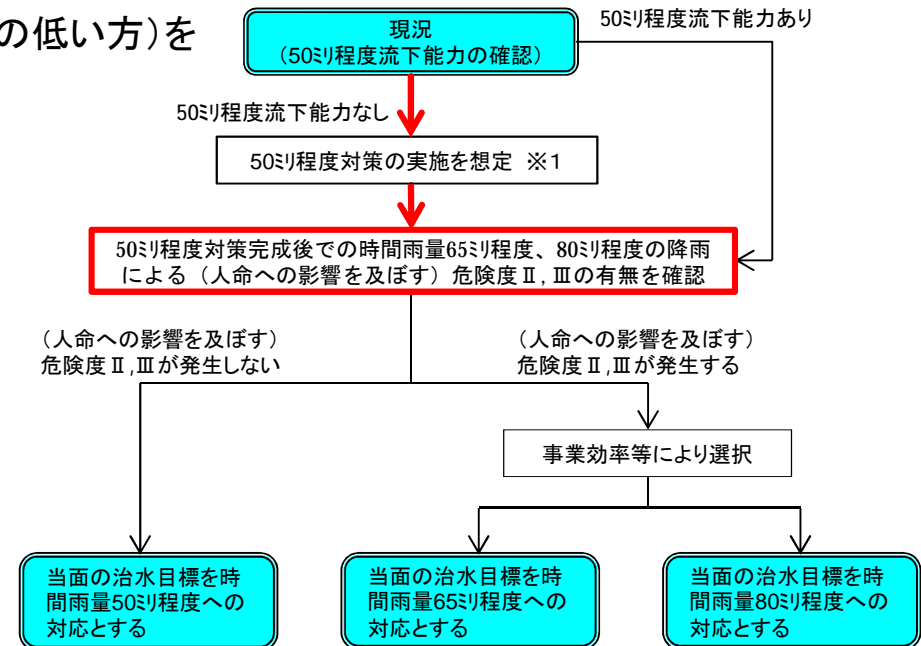 の低い方)を
現況
(50ミリ程度流下能力の確認)
50ミリ程度流下能力あり
50ミリ程度流下能力なし
50ミリ程度対策の実施を想定 ※1
50ミリ程度対策完成後での時間雨量65ミリ程度、80ミリ程度の降雨
による(人命への影響を及ぼす)危険度Ⅱ,Ⅲの有無を確認
(人命への影響を及ぼす)
危険度Ⅱ,Ⅲが発生しない
(人命への影響を及ぼす)
危険度Ⅱ,Ⅲが発生する
事業効率等により選択
当面の治水目標を時
間雨量50ミリ程度への
対応とする
当面の治水目標を時
間雨量65ミリ程度への
対応とする
当面の治水目標を時
間雨量80ミリ程度への
対応とする